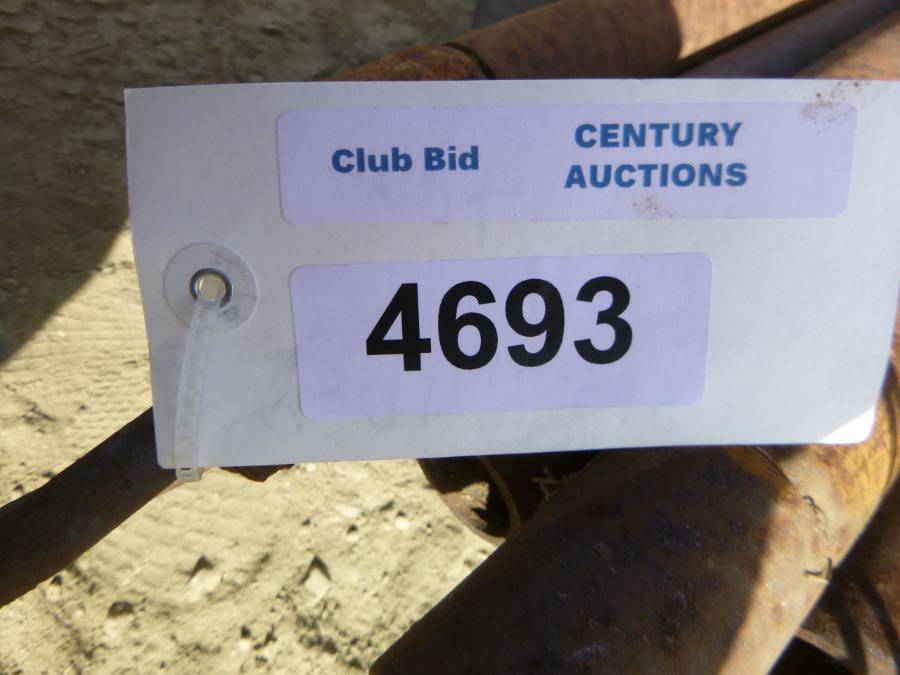 Club Bid
CENTURY
AUCTIONS
4693